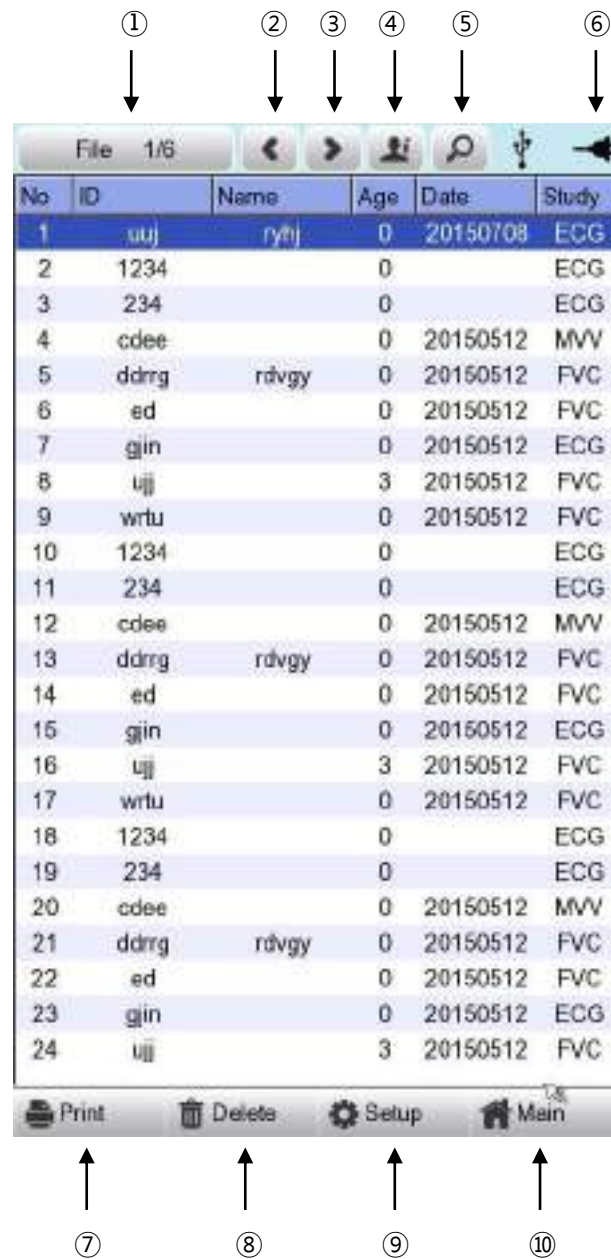 ① ② ③ ④ ⑤ ⑥
File 1/6
No ID Name Age Date Study
1 uuj ryhj 0 20150708 ECG
2 1234 0 ECG
3 234 0 ECG
4 cdee 0 20150512 MVV
5 ddrrg rdvgy 0 20150512 FVC
6 ed 0 20150512 FVC
7 gjin 0 20150512 ECG
8 ujj 3 20150512 FVC
9 wrtu 0 20150512 FVC
10 1234 0 ECG
11 234 0 ECG
12 cdee 0 20150512 MVV
13 ddrrg rdvgy 0 20150512 FVC
14 ed 0 20150512 FVC
15 gjin 0 20150512 ECG
16 ujj 3 20150512 FVC
17 wrtu 0 20150512 FVC
18 1234 0 ECG
19 234 0 ECG
20 cdee 0 20150512 MVV
21 ddrrg rdvgy 0 20150512 FVC
22 ed 0 20150512 FVC
23 gjin 0 20150512 ECG
24 ujj 3 20150512 FVC
Print Delete Setup Main
⑦ ⑧ ⑨ ⑩